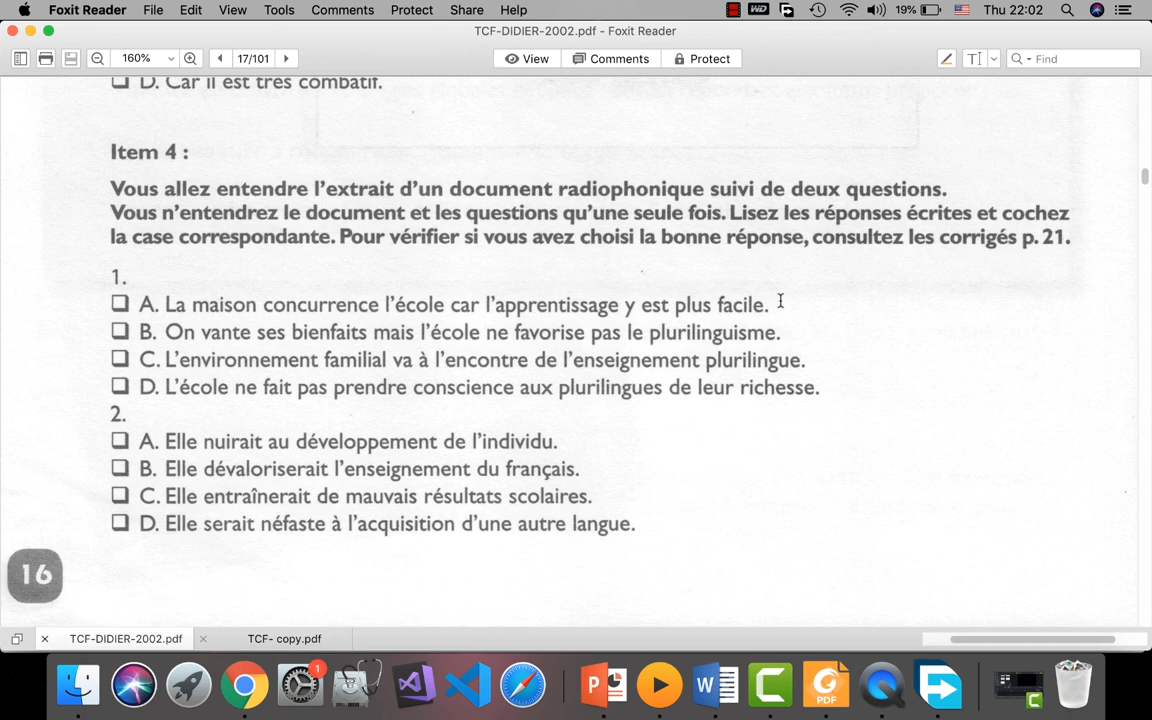 Foxit Reader File Edit View Tools Comments Protect Share Help WD 19% Thu 22:02
TCF-DIDIER-2002.pdf - Foxit Reader
160% 17/101 View Comments Protect Find
D. Car il est très combatif.
Item 4 :
Vous allez entendre l'extrait d'un document radiophonique suivi de deux questions.
Vous n'entendrez le document et les questions qu'une seule fois. Lisez les réponses écrites et cochez
la case correspondante. Pour vérifier si vous avez choisi la bonne réponse, consultez les corrigés p. 21.
1.
A. La maison concurrence l'école car l'apprentissage y est plus facile.
B. On vante ses bienfaits mais l'école ne favorise pas le plurilinguisme.
C. L'environnement familial va à l'encontre de l'enseignement plurilingue.
D. L'école ne fait pas prendre conscience aux plurilingues de leur richesse.
2.
A. Elle nuirait au développement de l'individu.
B. Elle dévaloriserait l'enseignement du français.
C. Elle entraînerait de mauvais résultats scolaires.
D. Elle serait néfaste à l'acquisition d'une autre langue.
16
TCF-DIDIER-2002.pdf TCF- copy.pdf
1
PDF